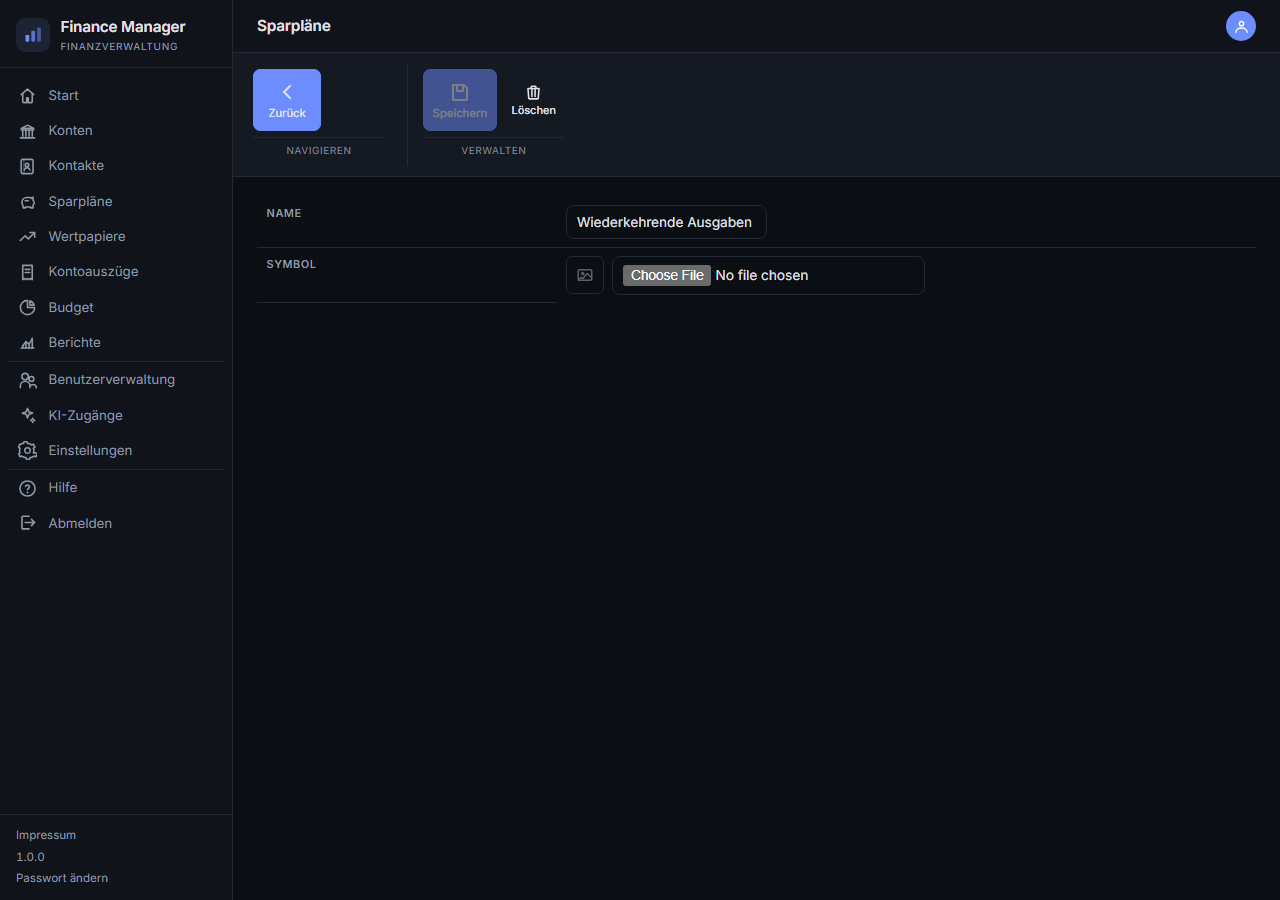 Finance Manager
FINANZVERWALTUNG
Start
Konten
Kontakte
Sparpläne
Wertpapiere
Kontoauszüge
Budget
Berichte
Benutzerverwaltung
KI-Zugänge
Einstellungen
Hilfe
Abmelden
Impressum
1.0.0
Passwort ändern
Sparpläne
Zurück
NAVIGIEREN
Speichern
Löschen
VERWALTEN
NAME
Wiederkehrende Ausgaben
SYMBOL
Choose File No file chosen